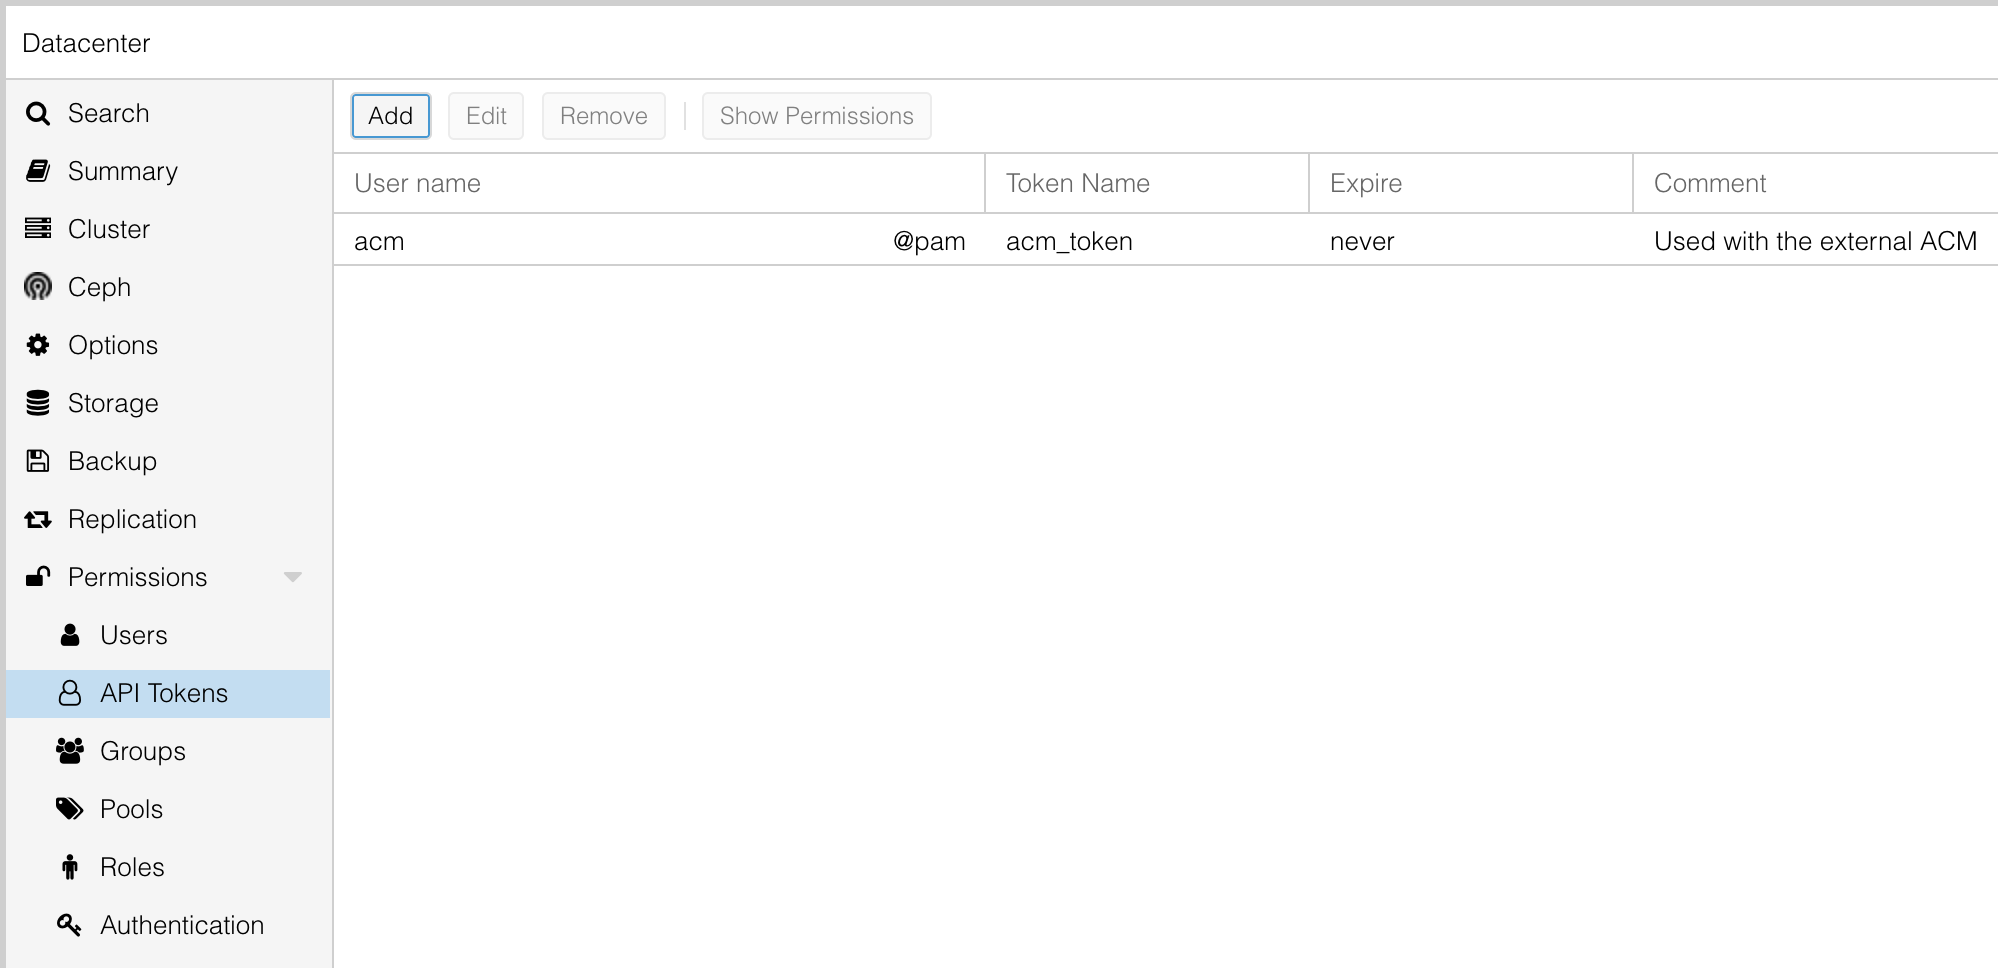 Datacenter
Search
Summary
Cluster
Ceph
Options
Storage
Backup
Replication
Permissions
Users
API Tokens
Groups
Pools
Roles
Authentication
Add Edit Remove Show Permissions
User name Token Name Expire Comment
acm @pam acm_token never Used with the external ACM